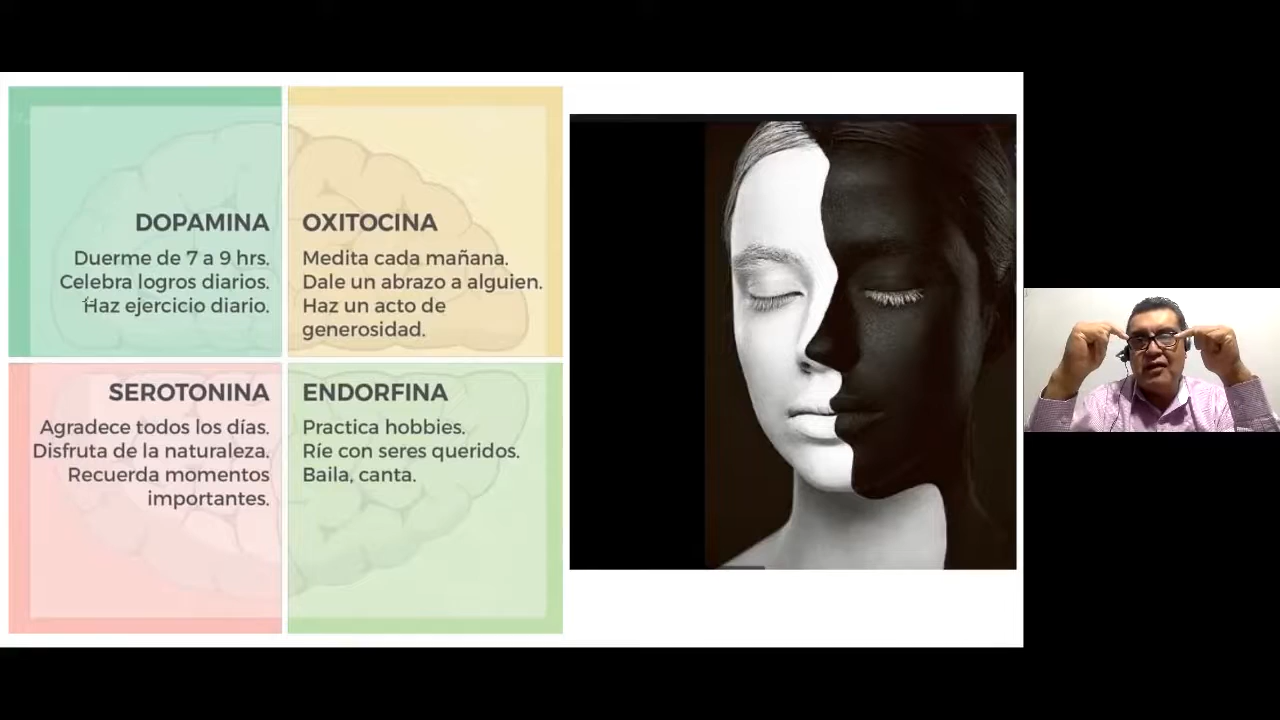 DOPAMINA
Duerme de 7 a 9 hrs.
Celebra logros diarios.
Haz ejercicio diario.
OXITOCINA
Medita cada mañana.
Dale un abrazo a alguien.
Haz un acto de
generosidad.
SEROTONINA
Agradece todos los días.
Disfruta de la naturaleza.
Recuerda momentos
importantes.
ENDORFINA
Practica hobbies.
Ríe con seres queridos.
Baila, canta.